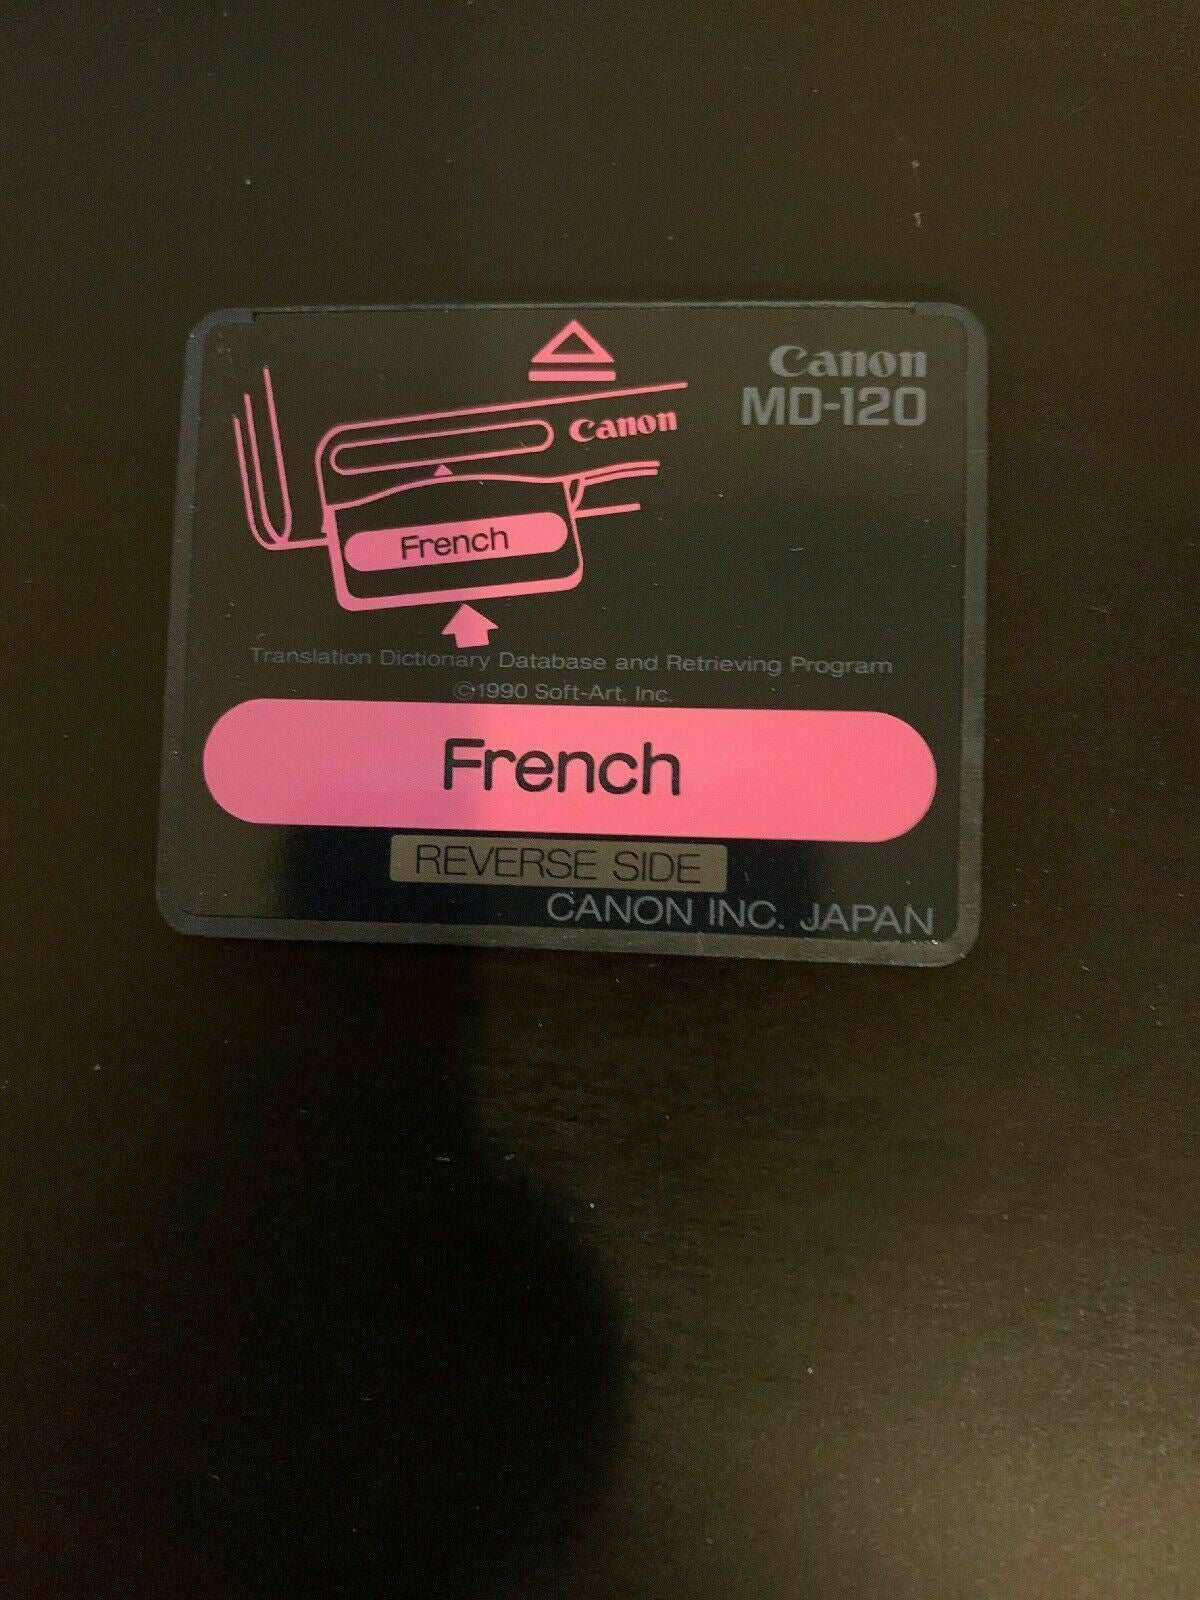 Canon
MD-120
Canon
French
Translation Dictionary Database and Retrieving Program
©1990 Soft-Art, Inc.
French
REVERSE SIDE
CANON INC. JAPAN